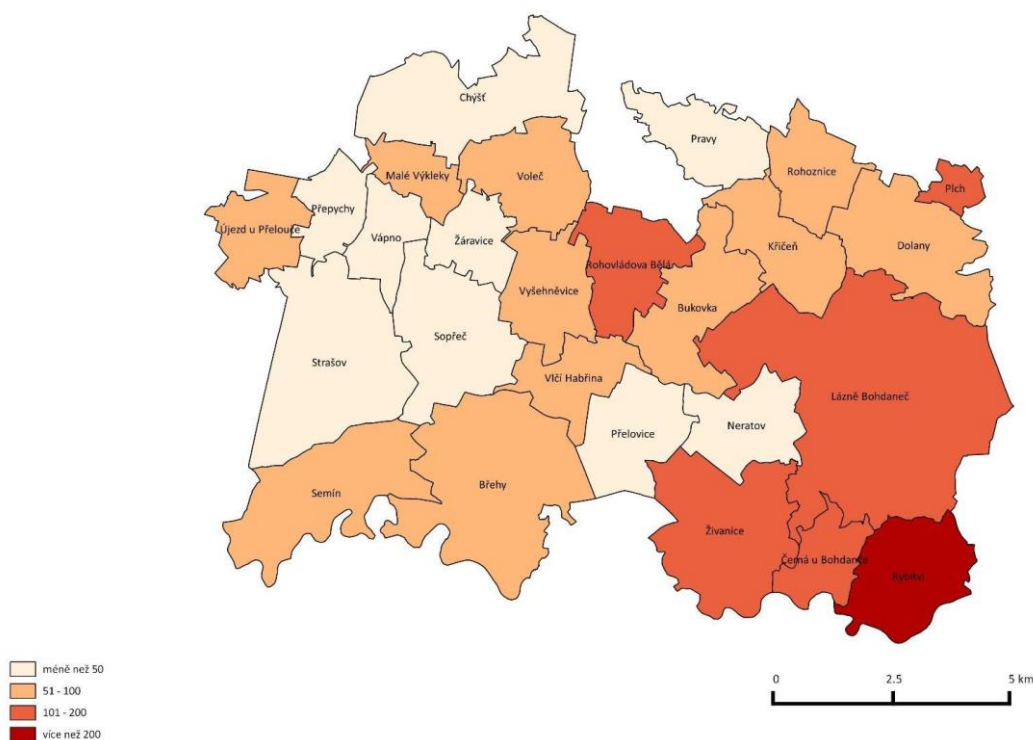 Chýšť
Pravy
Malé Výkleky
Voleč
Rohoznice
Plch
Přepychy
Újezd u Přelouče
Vápno
Žáravice
Křičeň
Dolany
Rohovládova Bělá
Vyšehněvice
Bukovka
Sopřeč
Strašov
Vlčí Habřina
Lázně Bohdaneč
Přelovice
Neratov
Semín
Břehy
Živanice
Černá u Bohdanče
Rybitví
méně než 50
51 - 100
101 - 200
více než 200
0 2.5 5 km